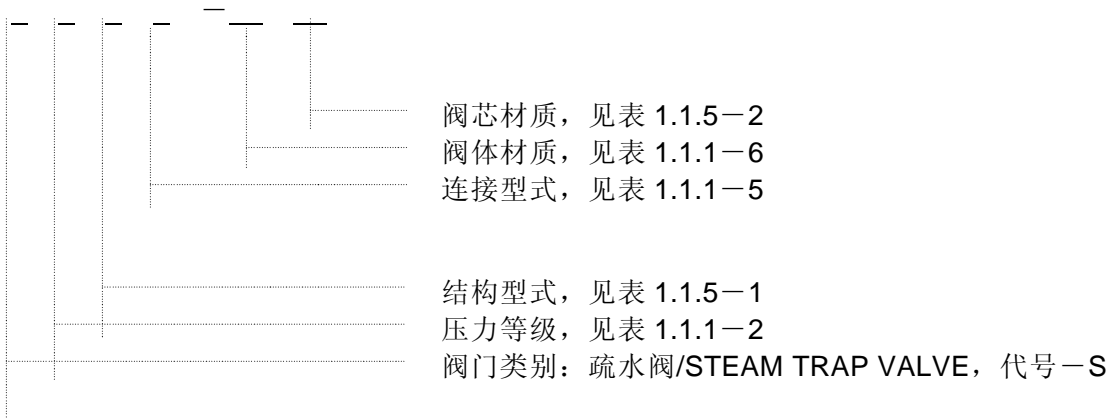 阀芯材质，见表 1.1.5－2
阀体材质，见表 1.1.1－6
连接型式，见表 1.1.1－5
结构型式，见表 1.1.5－1
压力等级，见表 1.1.1－2
阀门类别：疏水阀/STEAM TRAP VALVE，代号－S